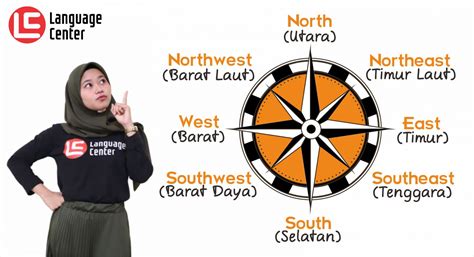 LC Language
Center
North
(Utara)
Northwest
(Barat Laut)
Northeast
(Timur Laut)
West
(Barat)
East
(Timur)
LC Language
Center
Southwest
(Barat Daya)
Southeast
(Tenggara)
South
(Selatan)